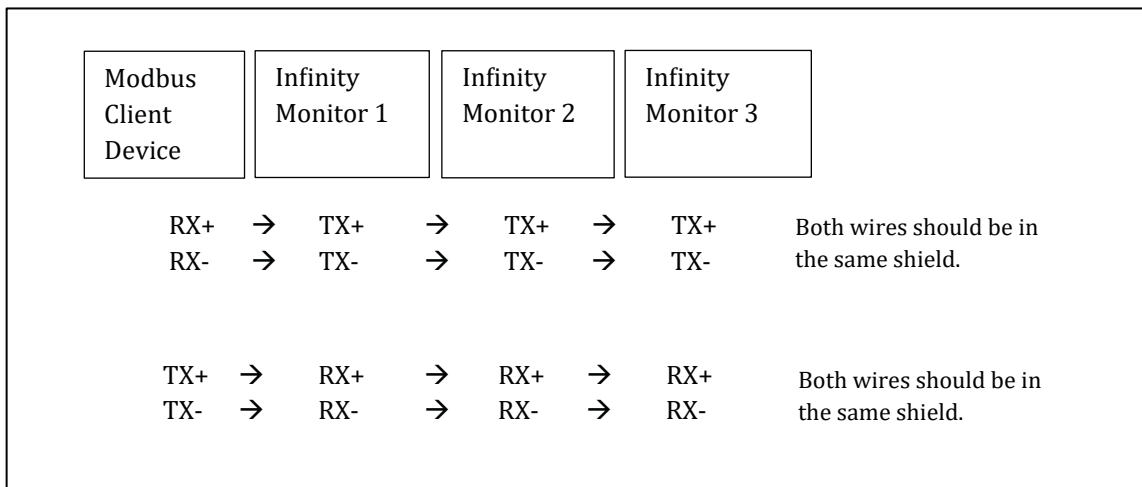 Modbus
Client
Device
Infinity
Monitor 1
Infinity
Monitor 2
Infinity
Monitor 3
RX+ → TX+ → TX+ → TX+
RX- → TX- → TX- → TX-
Both wires should be in
the same shield.
TX+ → RX+ → RX+ → RX+
TX- → RX- → RX- → RX-
Both wires should be in
the same shield.